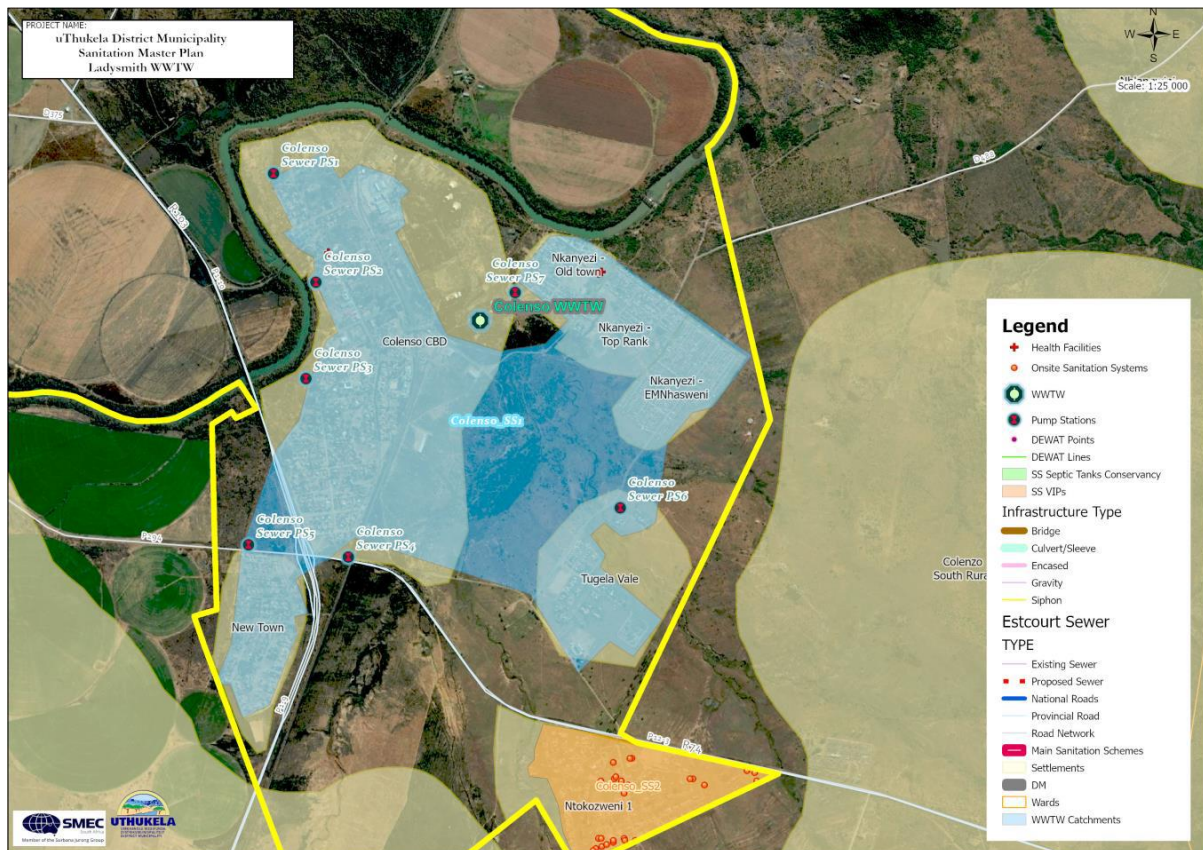 PROJECT NAME:
uThukela District Municipality
Sanitation Master Plan
Ladysmith WWTW
N
W E
S
Scale: 1:25 000
D375
D488
R103
Colenso
Sewer PS1
Colenso
Sewer PS2
Colenso
Sewer PS7
Nkanyezi -
Old town
Colenso WWTW
Nkanyezi -
Top Rank
Colenso CBD
Colenso
Sewer PS3
Nkanyezi -
EMNhasweni
Colenso_SS1
Colenso
Sewer PS6
Colenso
Sewer PS5
Colenso
Sewer PS4
P294
Tugela Vale
New Town
Colenzo
South Rura
R74
Colenso_SS2
Ntokozweni 1
Legend
Health Facilities
Onsite Sanitation Systems
WWTW
Pump Stations
DEWAT Points
DEWAT Lines
SS Septic Tanks Conservancy
SS VIPs
Infrastructure Type
Bridge
Culvert/Sleeve
Encased
Gravity
Siphon
Estcourt Sewer
TYPE
Existing Sewer
Proposed Sewer
National Roads
Provincial Road
Road Network
Main Sanitation Schemes
Settlements
DM
Wards
WWTW Catchments
SMEC
South Africa
Member of the Surbana Jurong Group
UTHUKELA